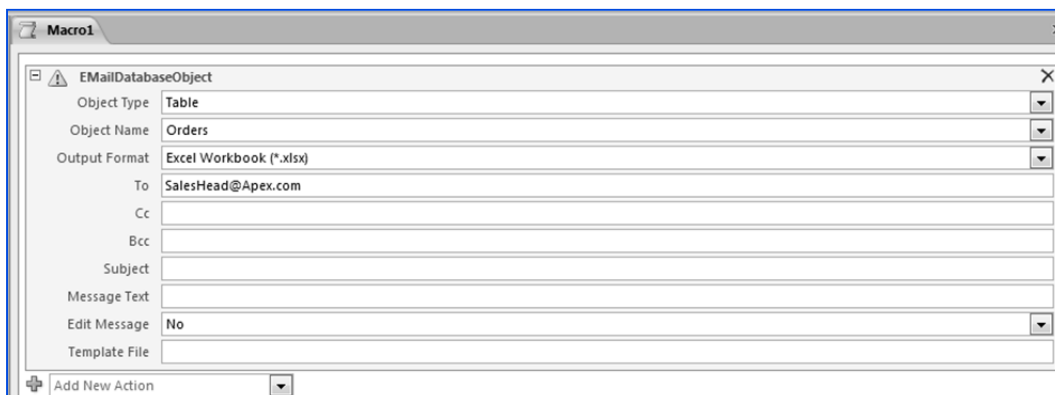 Macro1
EMailDatabaseObject
Object Type Table
Object Name Orders
Output Format Excel Workbook (*.xlsx)
To SalesHead@Apex.com
Cc
Bcc
Subject
Message Text
Edit Message No
Template File
Add New Action